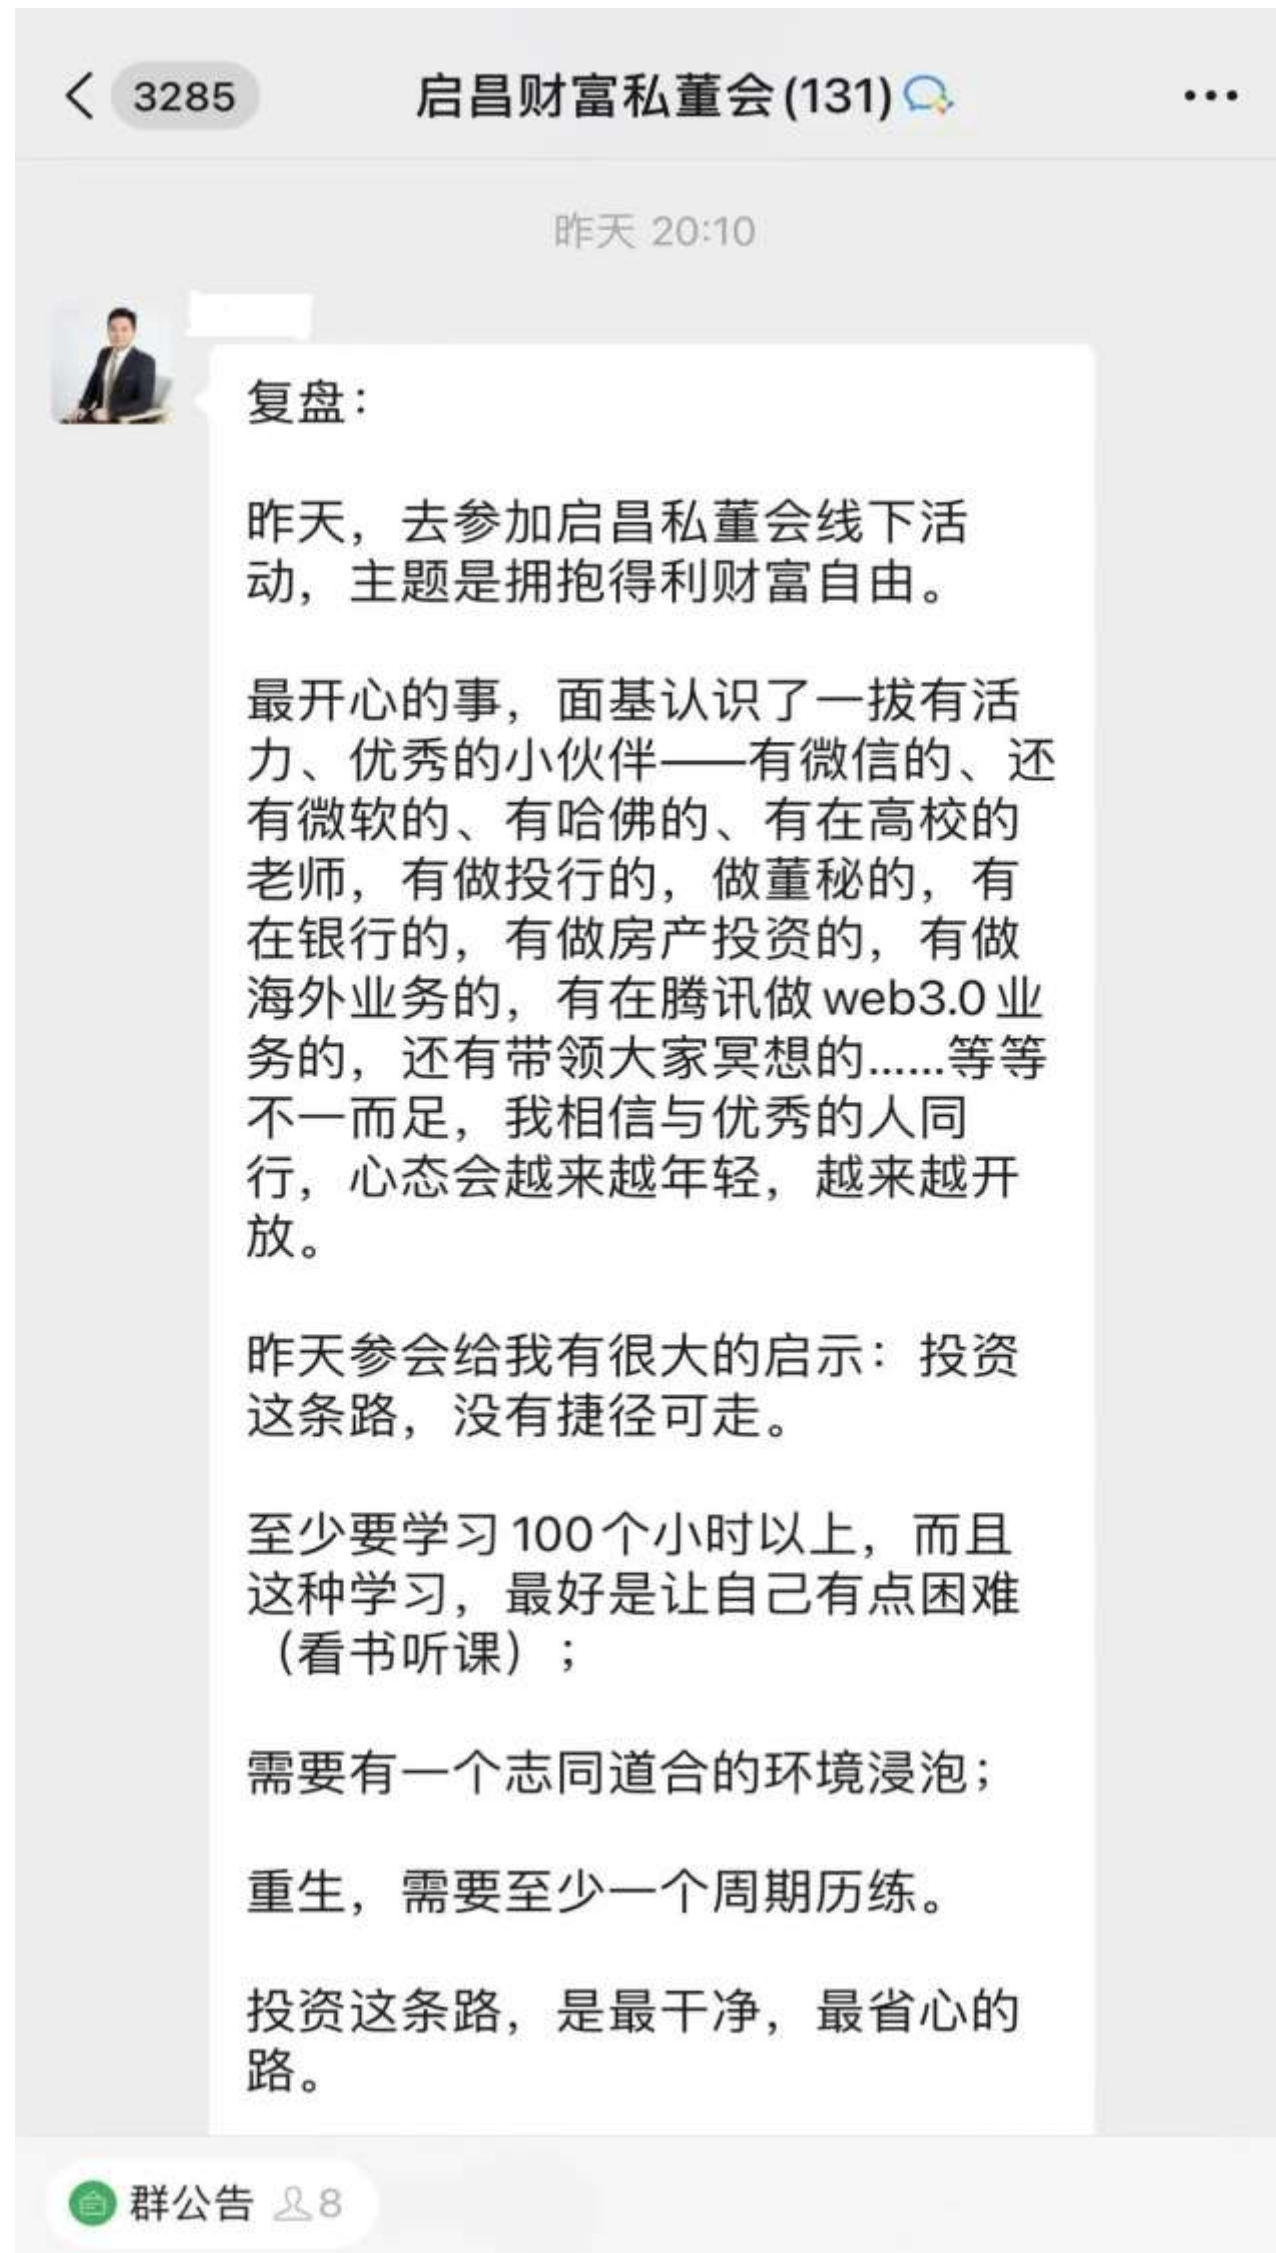 3285
启昌财富私董会(131)
昨天 20:10
复盘：
昨天，去参加启昌私董会线下活
动，主题是拥抱得利财富自由。
最开心的事，面基认识了一拔有活
力、优秀的小伙伴——有微信的、还
有微软的、有哈佛的、有在高校的
老师，有做投行的，做董秘的，有
在银行的，有做房产投资的，有做
海外业务的，有在腾讯做web3.0业
务的，还有带领大家冥想的……等等
不一而足，我相信与优秀的人同
行，心态会越来越年轻，越来越开
放。
昨天参会给我有很大的启示：投资
这条路，没有捷径可走。
至少要学习100个小时以上，而且
这种学习，最好是让自己有点困难
（看书听课）；
需要有一个志同道合的环境浸泡；
重生，需要至少一个周期历练。
投资这条路，是最干净，最省心的
路。
群公告 8